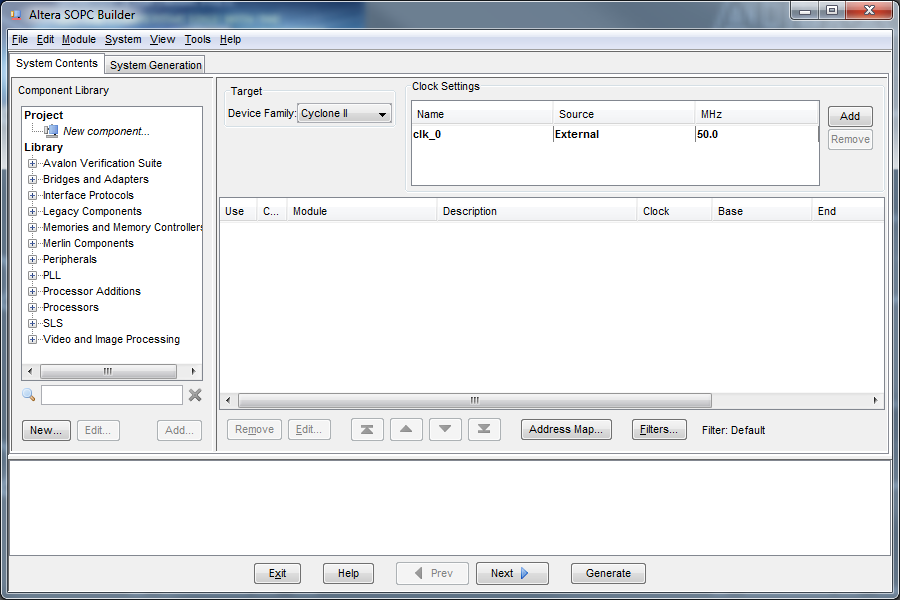 Altera SOPC Builder
File Edit Module System View Tools Help
System Contents System Generation
Component Library
Project
New component...
Library
Avalon Verification Suite
Bridges and Adapters
Interface Protocols
Legacy Components
Memories and Memory Controllers
Merlin Components
Peripherals
PLL
Processor Additions
Processors
SLS
Video and Image Processing
New... Edit... Add...
Target
Device Family: Cyclone II
Clock Settings
Name Source MHz
clk_0 External 50.0
Add
Remove
Use C... Module Description Clock Base End
Remove Edit... Address Map... Filters... Filter: Default
Exit Help Prev Next Generate